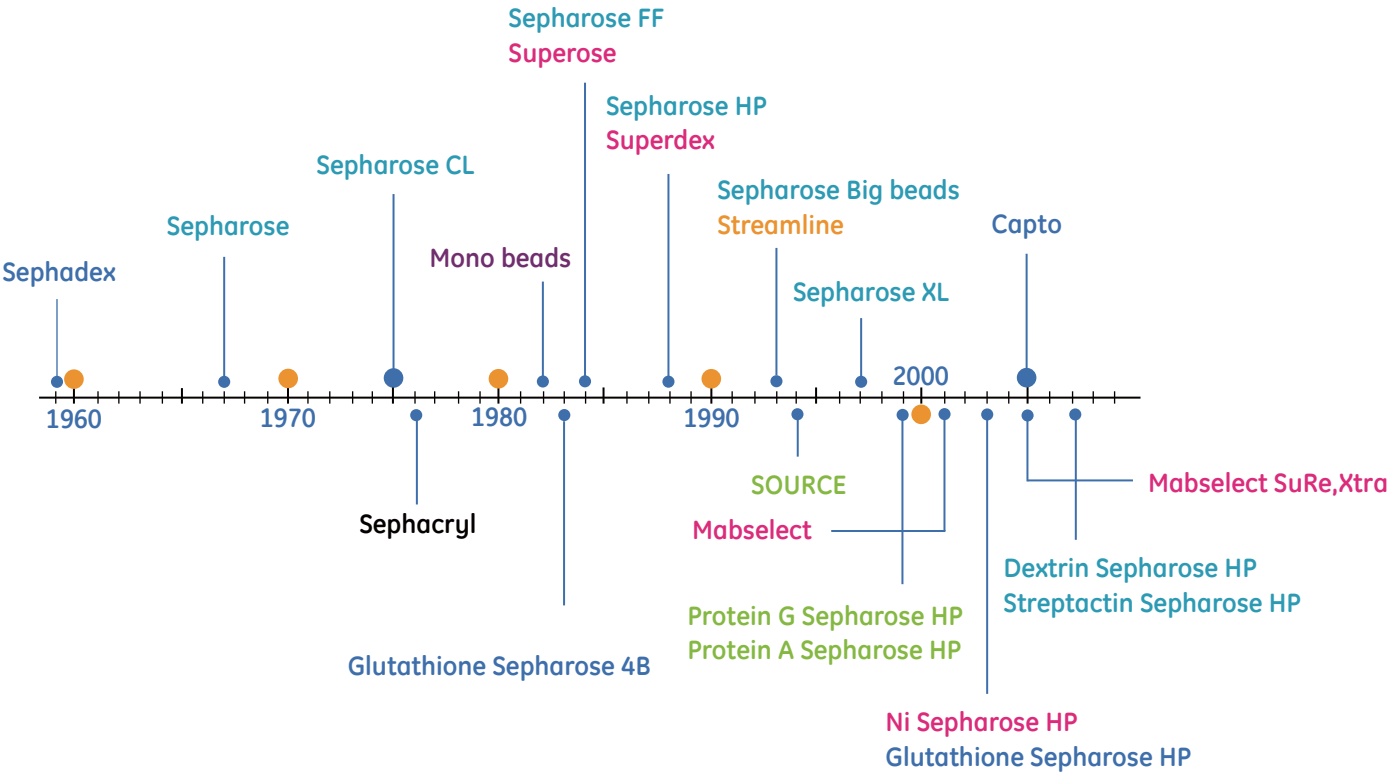 Sepharose FF
Superose
Sepharose HP
Superdex
Sepharose CL
Sepharose Big beads
Streamline
Sepharose
Capto
Mono beads
Sephadex
Sepharose XL
2000
1960
1970
1980
1990
SOURCE
Mabselect SuRe,Xtra
Sephacryl
Mabselect
Dextrin Sepharose HP
Streptactin Sepharose HP
Protein G Sepharose HP
Protein A Sepharose HP
Glutathione Sepharose 4B
Ni Sepharose HP
Glutathione Sepharose HP